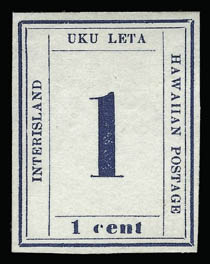 UKU LETA
INTERISLAND
1
HAWAIIAN POSTAGE
1 cent